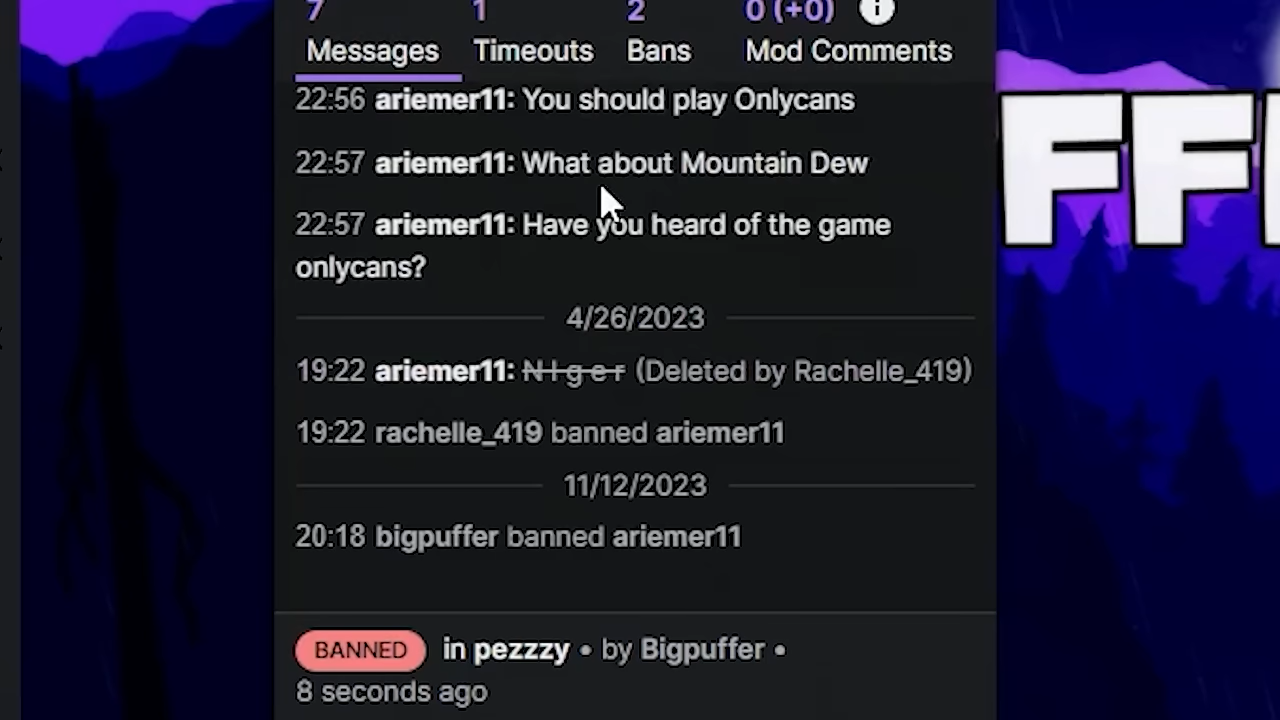 7 1 2 0 (+0) i
Messages Timeouts Bans Mod Comments
22:56 ariemer11: You should play Onlycans
22:57 ariemer11: What about Mountain Dew
22:57 ariemer11: Have you heard of the game
onlycans?
4/26/2023
19:22 ariemer11: N I g e r (Deleted by Rachelle_419)
19:22 rachelle_419 banned ariemer11
11/12/2023
20:18 bigpuffer banned ariemer11
BANNED in pezzzy • by Bigpuffer •
8 seconds ago